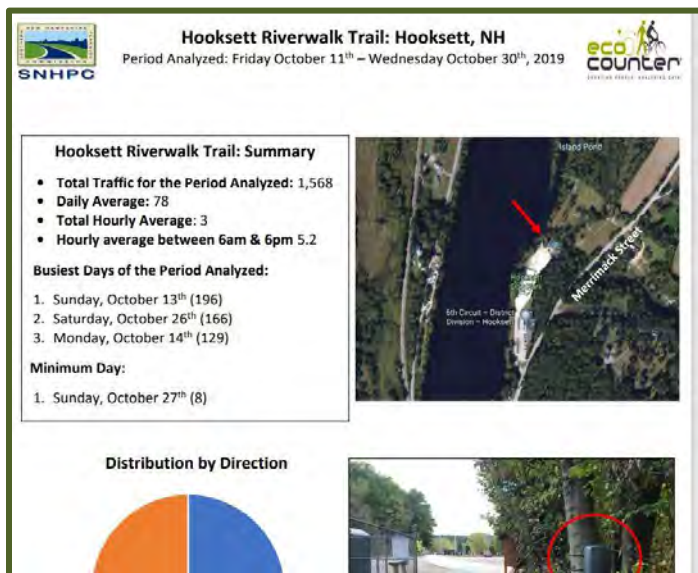 SNHPC
Hooksett Riverwalk Trail: Hooksett, NH
Period Analyzed: Friday October 11th – Wednesday October 30th, 2019
eco
counter
Hooksett Riverwalk Trail: Summary
• Total Traffic for the Period Analyzed: 1,568
• Daily Average: 78
• Total Hourly Average: 3
• Hourly average between 6am & 6pm 5.2
Busiest Days of the Period Analyzed:
1. Sunday, October 13th (196)
2. Saturday, October 26th (166)
3. Monday, October 14th (129)
Minimum Day:
1. Sunday, October 27th (8)
Island Pond
Merrimack Street
6th Circuit – District
Division – Hooksett
Distribution by Direction